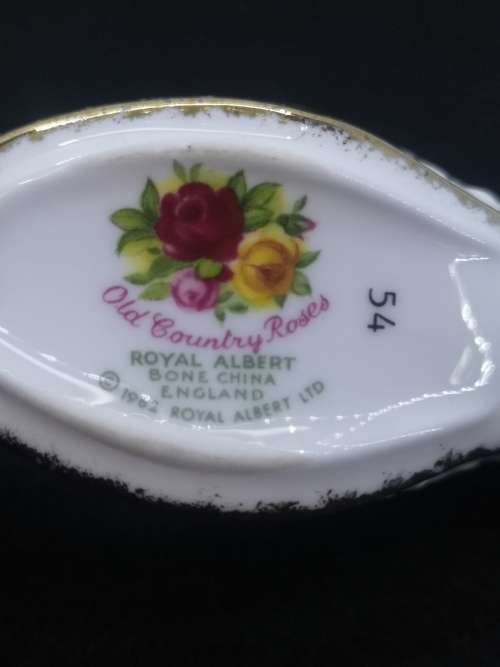 Old Country Roses
ROYAL ALBERT
BONE CHINA
ENGLAND
© 1962 ROYAL ALBERT LTD
54